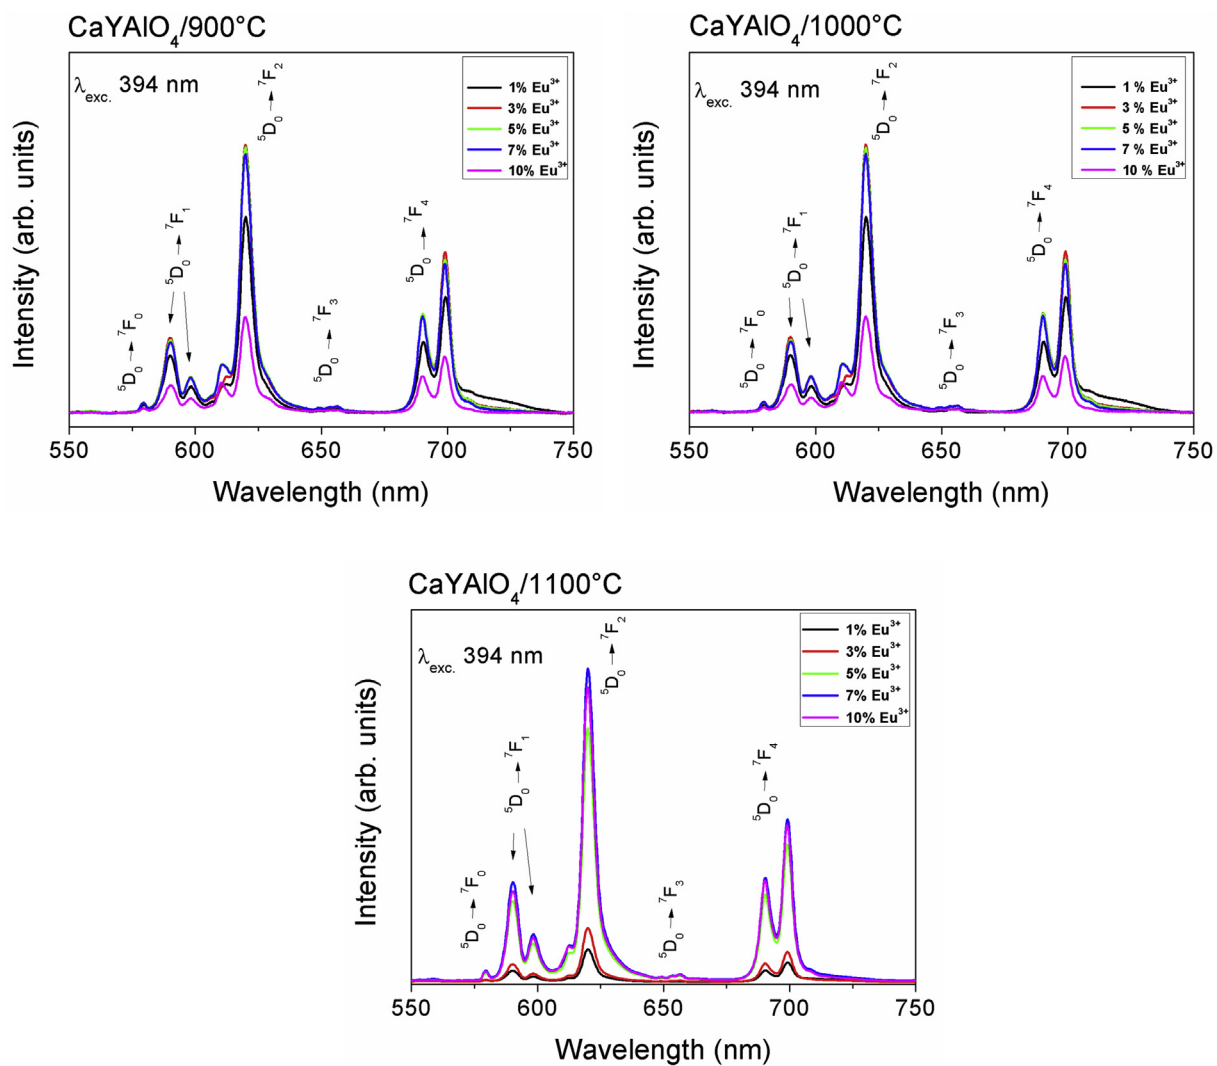 CaYAlO₄/900°C
λexc. 394 nm
1% Eu³⁺
3% Eu³⁺
5% Eu³⁺
7% Eu³⁺
10% Eu³⁺
⁵D₀→⁷F₀
⁵D₀→⁷F₁
⁵D₀→⁷F₂
⁵D₀→⁷F₃
⁵D₀→⁷F₄
Intensity (arb. units)
550 600 650 700 750
Wavelength (nm)
CaYAlO₄/1000°C
λexc. 394 nm
1 % Eu³⁺
3 % Eu³⁺
5 % Eu³⁺
7 % Eu³⁺
10 % Eu³⁺
⁵D₀→⁷F₀
⁵D₀→⁷F₁
⁵D₀→⁷F₂
⁵D₀→⁷F₃
⁵D₀→⁷F₄
Intensity (arb. units)
550 600 650 700 750
Wavelength (nm)
CaYAlO₄/1100°C
λexc. 394 nm
1% Eu³⁺
3% Eu³⁺
5% Eu³⁺
7% Eu³⁺
10% Eu³⁺
⁵D₀→⁷F₀
⁵D₀→⁷F₁
⁵D₀→⁷F₂
⁵D₀→⁷F₃
⁵D₀→⁷F₄
Intensity (arb. units)
550 600 650 700 750
Wavelength (nm)